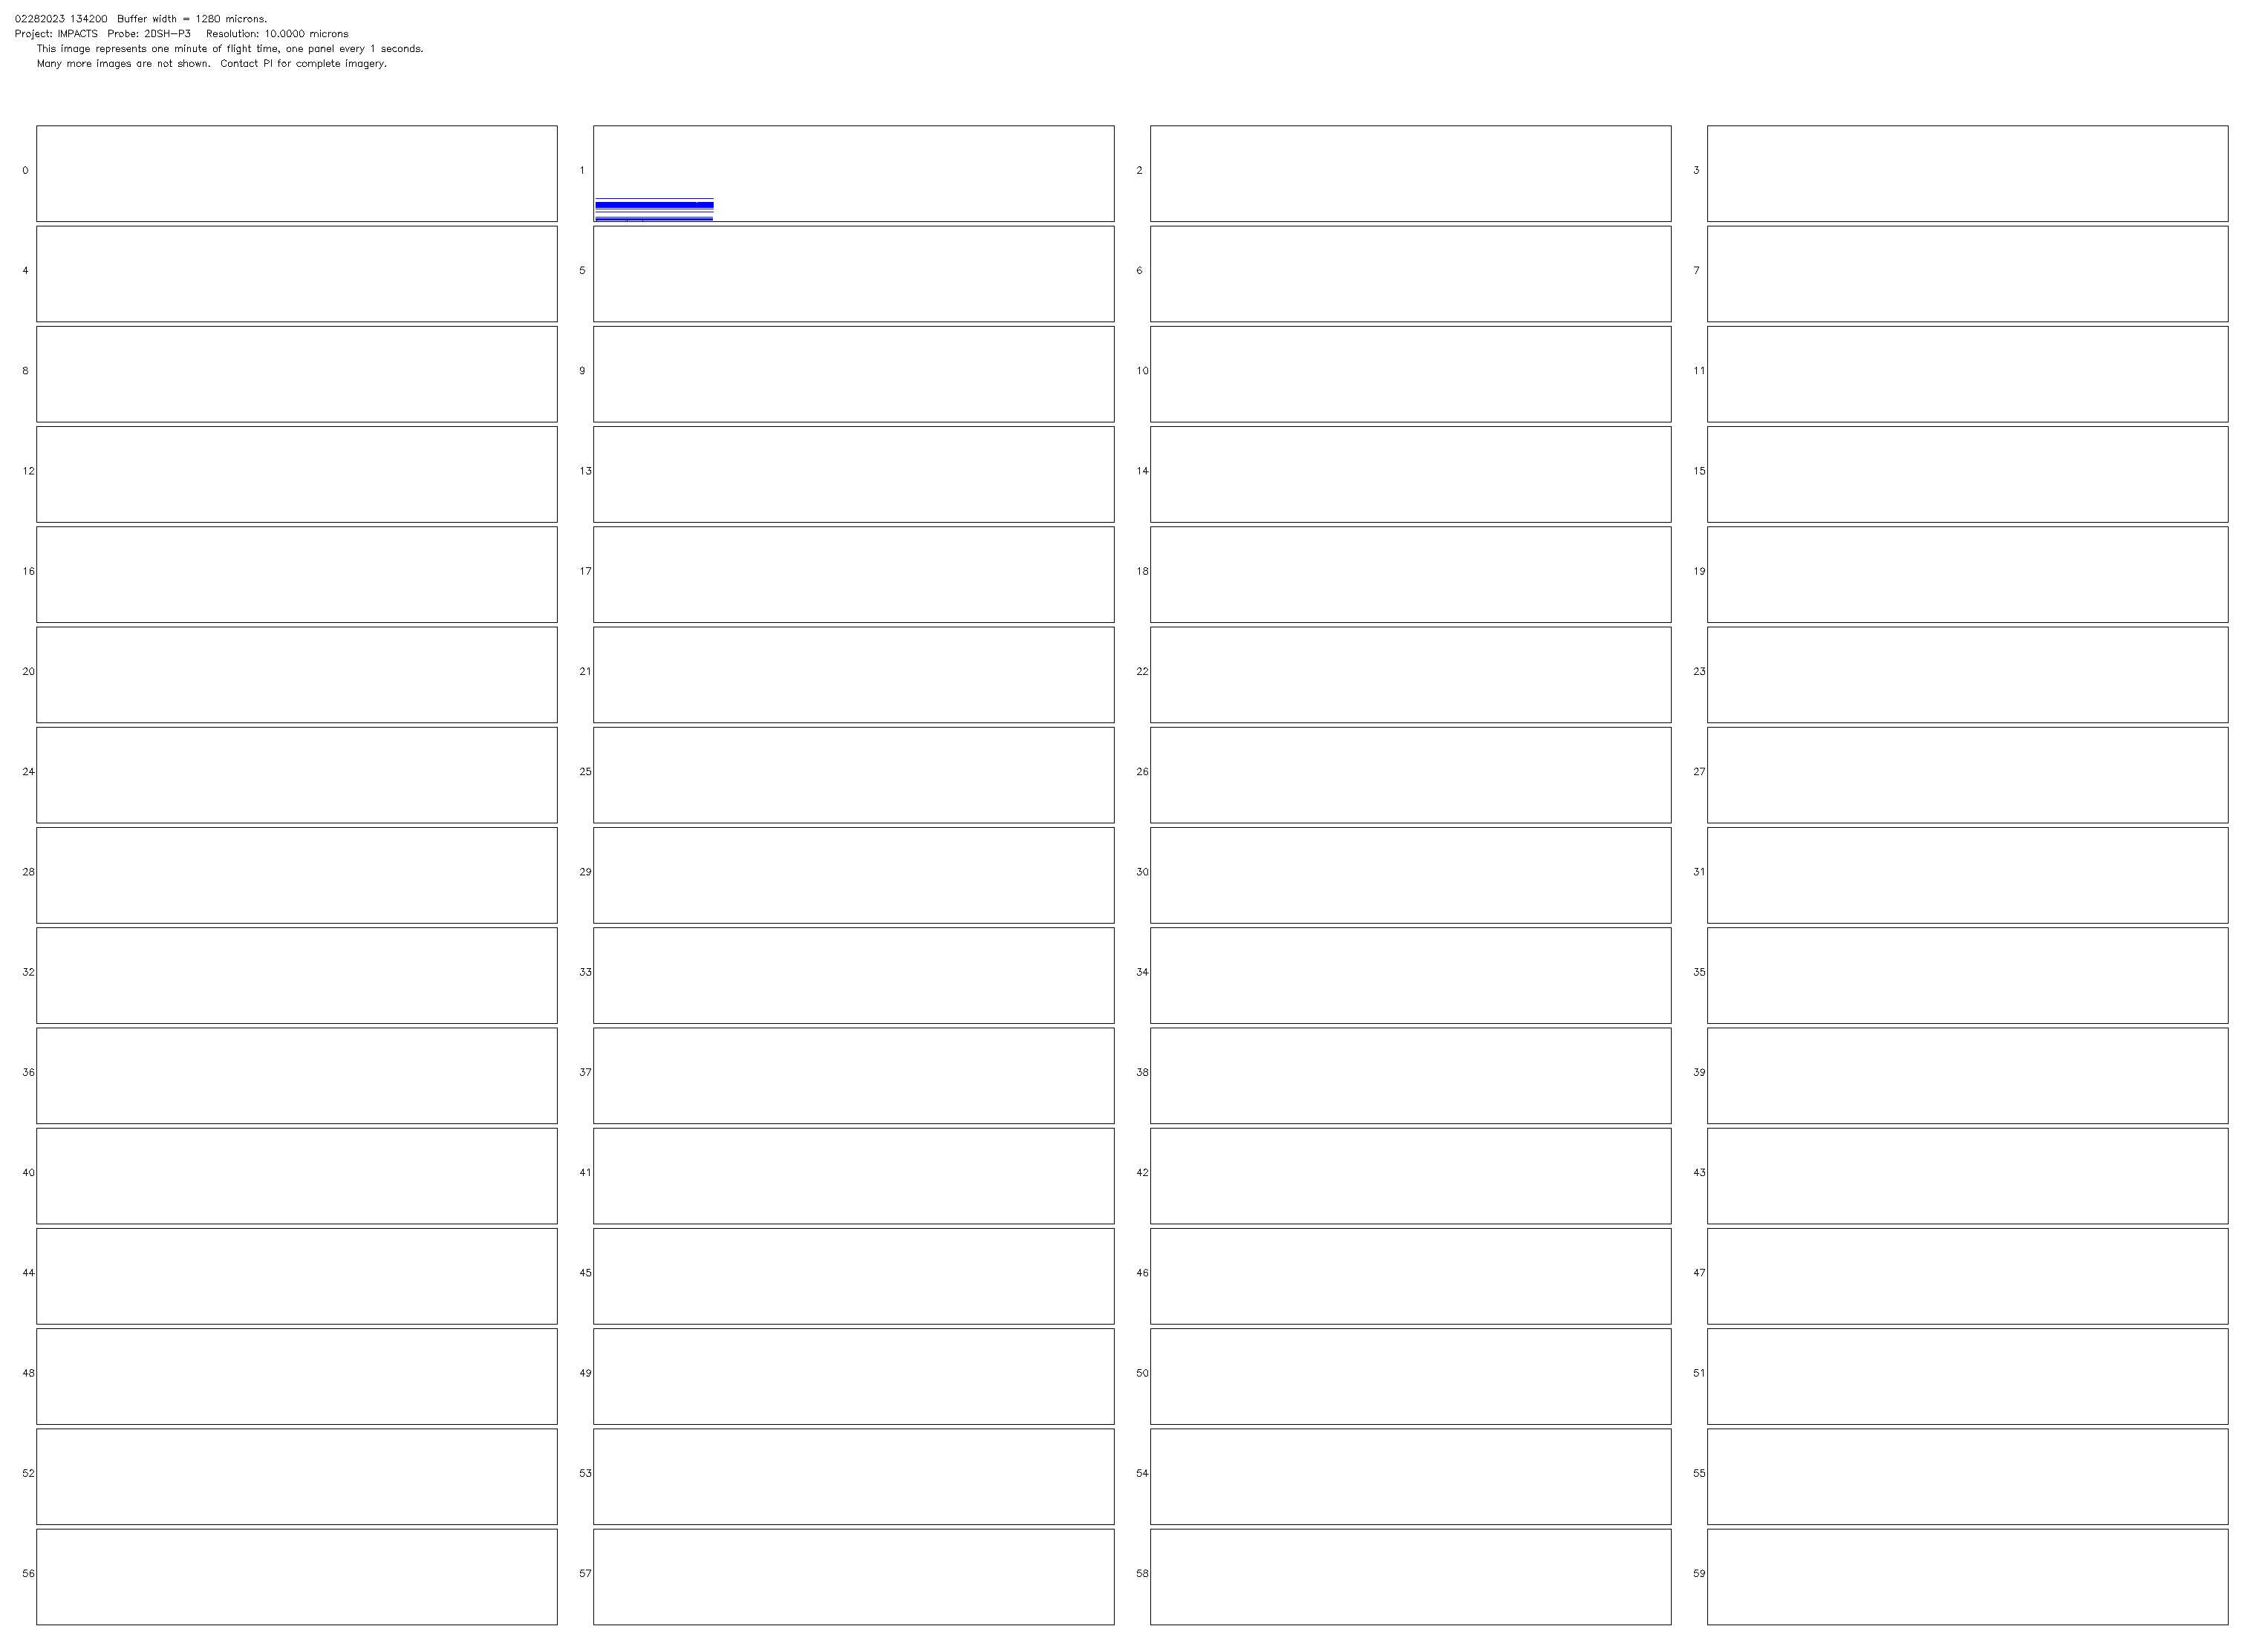 02282023 134200  Buffer width = 1280 microns.
Project: IMPACTS  Probe: 2DSH-P3  Resolution: 10.0000 microns
This image represents one minute of flight time, one panel every 1 seconds.
Many more images are not shown.  Contact PI for complete imagery.
0 1 2 3
4 5 6 7
8 9 10 11
12 13 14 15
16 17 18 19
20 21 22 23
24 25 26 27
28 29 30 31
32 33 34 35
36 37 38 39
40 41 42 43
44 45 46 47
48 49 50 51
52 53 54 55
56 57 58 59